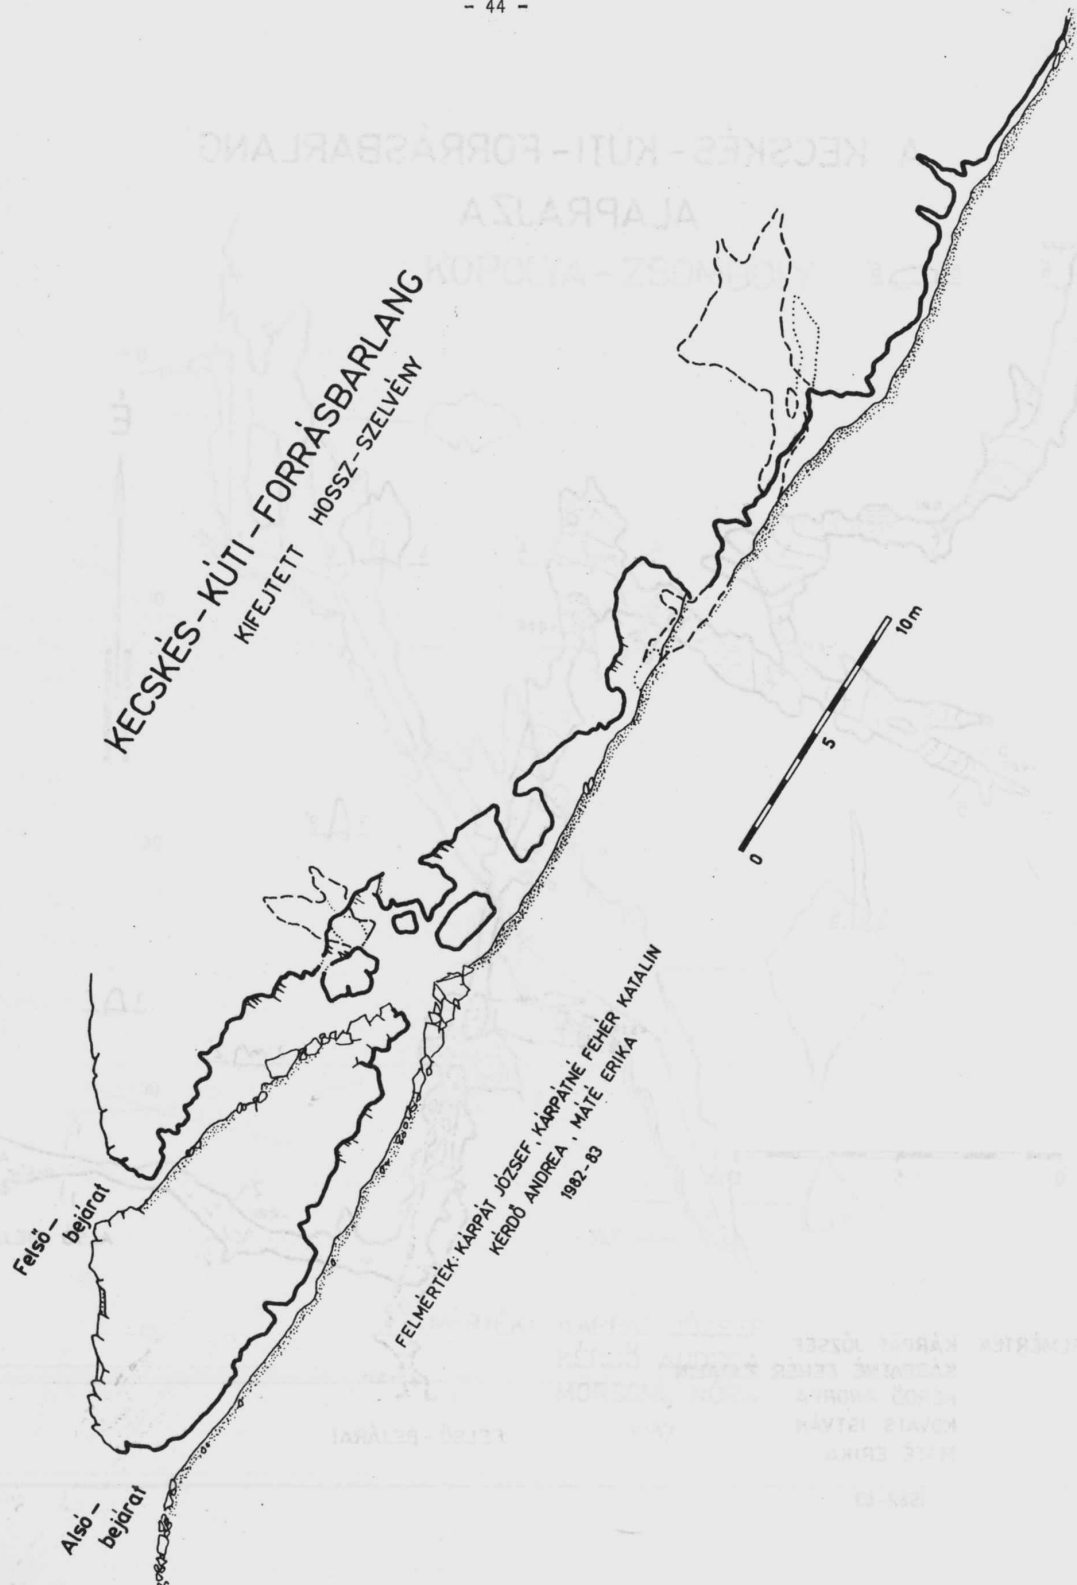 - 44 -
KECSKÉS-KÚTI-FORRÁSBARLANG
KIFEJTETT HOSSZ-SZELVÉNY
10m
5
0
Felső-
bejárat
FELMÉRTÉK: KÁRPÁT JÓZSEF, KÁRPÁTNÉ FEHÉR KATALIN
KÉRDŐ ANDREA, MÁTÉ ERIKA
1982-83
Alsó-
bejárat